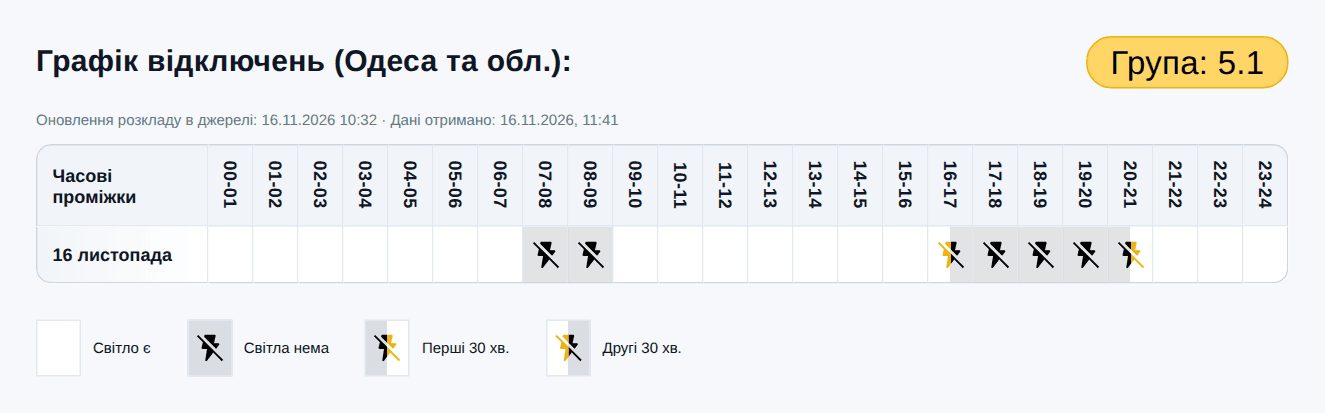 Графік відключень (Одеса та обл.):
Група: 5.1
Оновлення розкладу в джерелі: 16.11.2026 10:32 · Дані отримано: 16.11.2026, 11:41
Часові
проміжки
00-01
01-02
02-03
03-04
04-05
05-06
06-07
07-08
08-09
09-10
10-11
11-12
12-13
13-14
14-15
15-16
16-17
17-18
18-19
19-20
20-21
21-22
22-23
23-24
16 листопада
Світло є
Світла нема
Перші 30 хв.
Другі 30 хв.